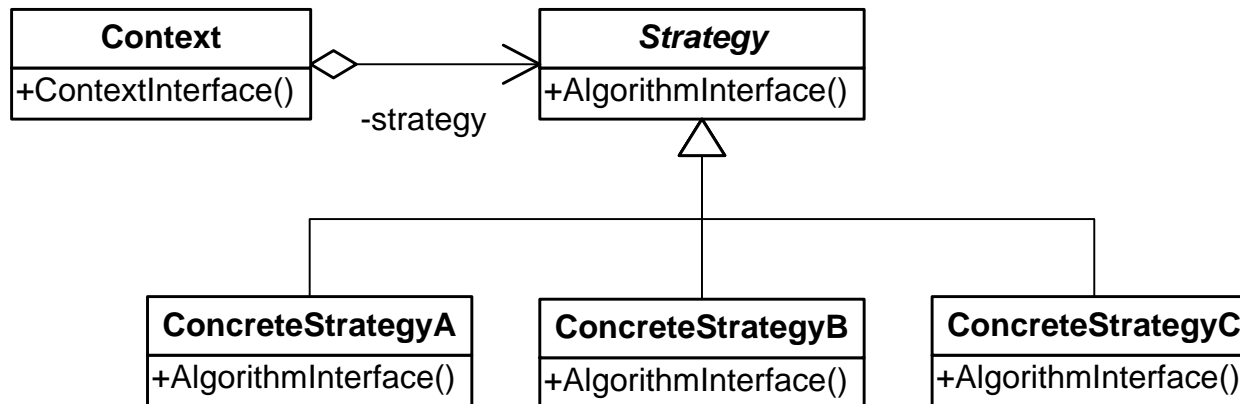 Context
+ContextInterface()
-strategy
Strategy
+AlgorithmInterface()
ConcreteStrategyA
+AlgorithmInterface()
ConcreteStrategyB
+AlgorithmInterface()
ConcreteStrategyC
+AlgorithmInterface()